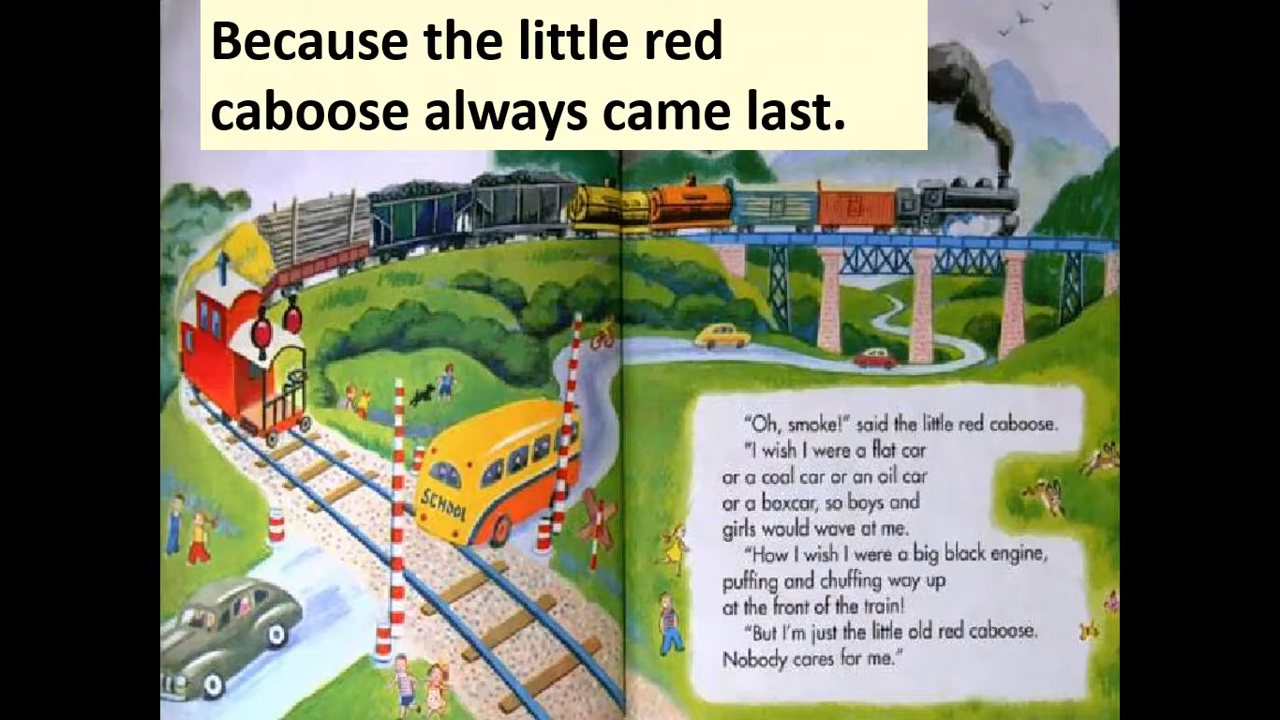 Because the little red
caboose always came last.
SCHOOL
"Oh, smoke!" said the little red caboose.
"I wish I were a flat car
or a coal car or an oil car
or a boxcar, so boys and
girls would wave at me.
"How I wish I were a big black engine,
puffing and chuffing way up
at the front of the train!
"But I'm just the little old red caboose.
Nobody cares for me."